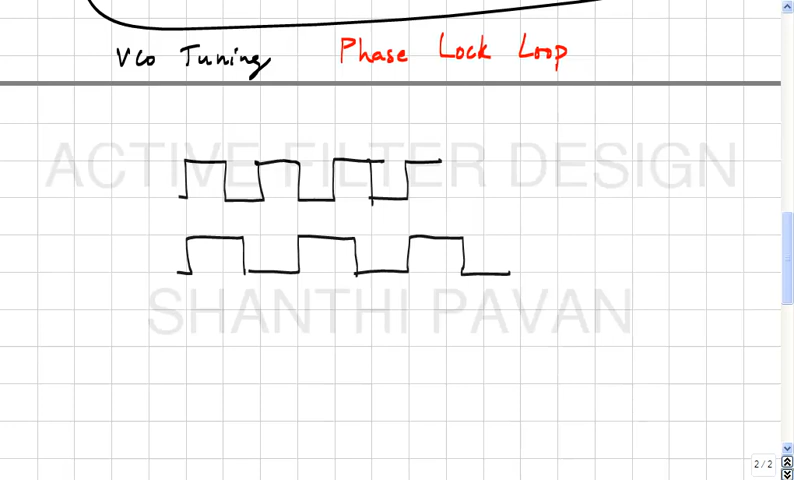 VCO Tuning Phase Lock Loop
ACTIVE FILTER DESIGN
SHANTHI PAVAN
2/2